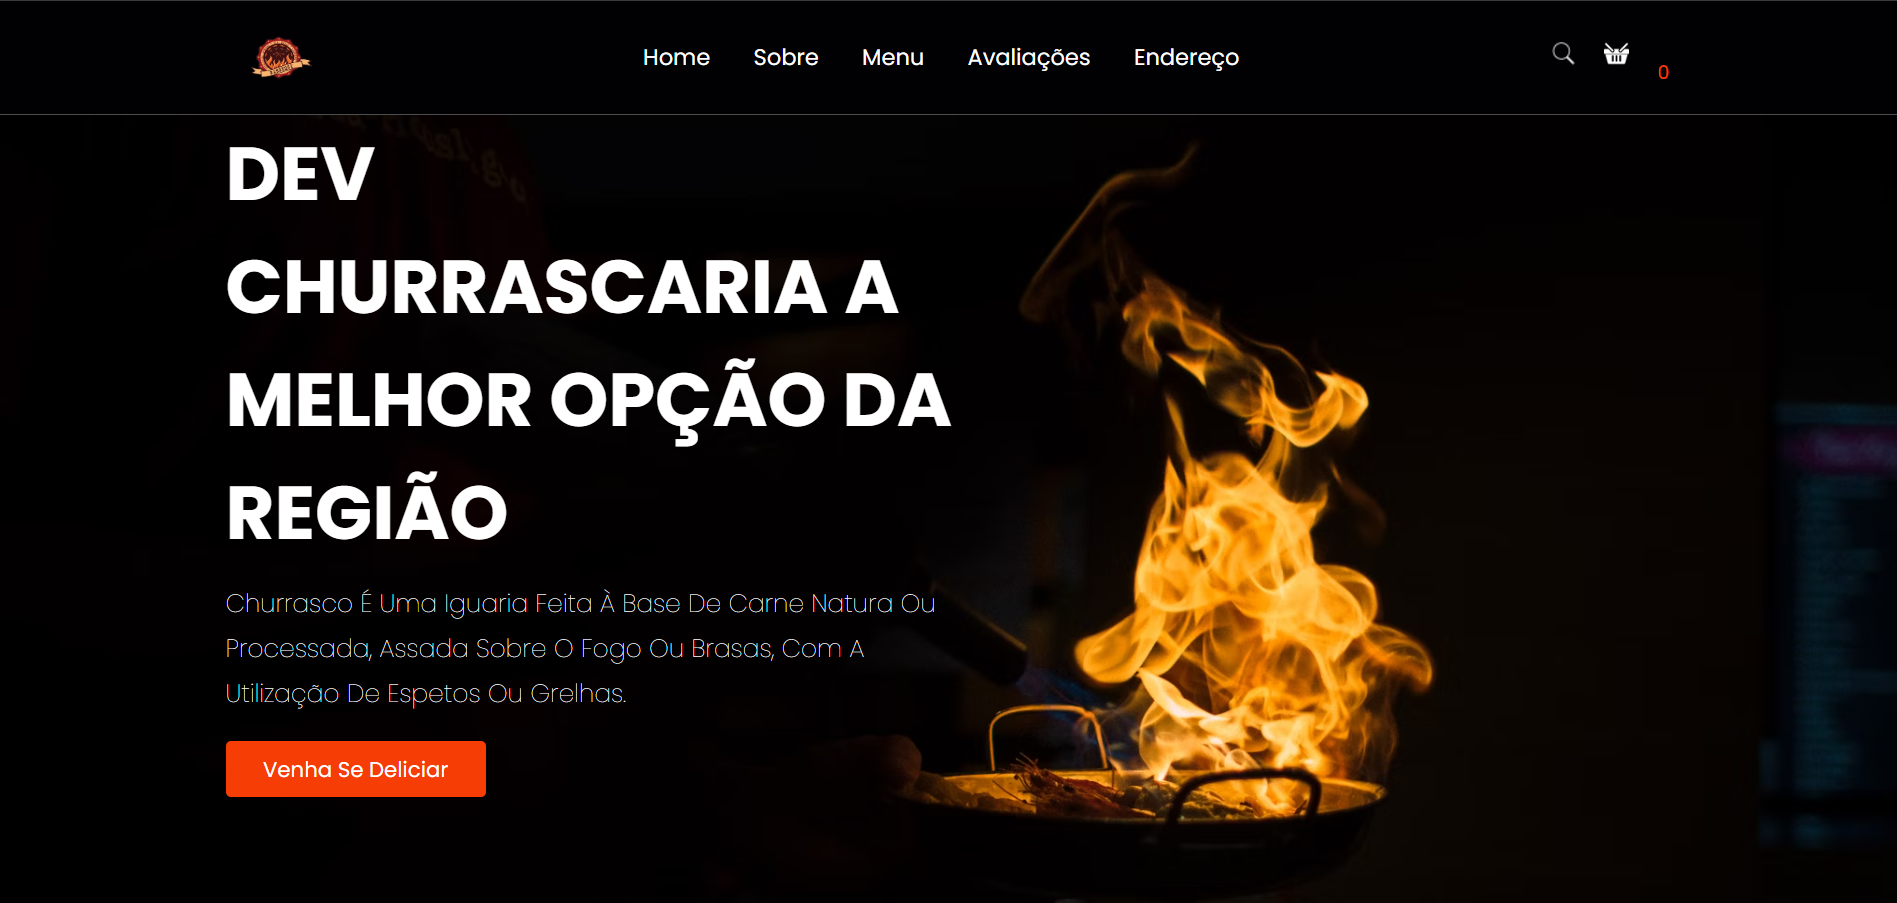 Home Sobre Menu Avaliações Endereço
0
DEV
CHURRASCARIA A
MELHOR OPÇÃO DA
REGIÃO
Churrasco É Uma Iguaria Feita À Base De Carne Natura Ou
Processada, Assada Sobre O Fogo Ou Brasas, Com A
Utilização De Espetos Ou Grelhas.
Venha Se Deliciar